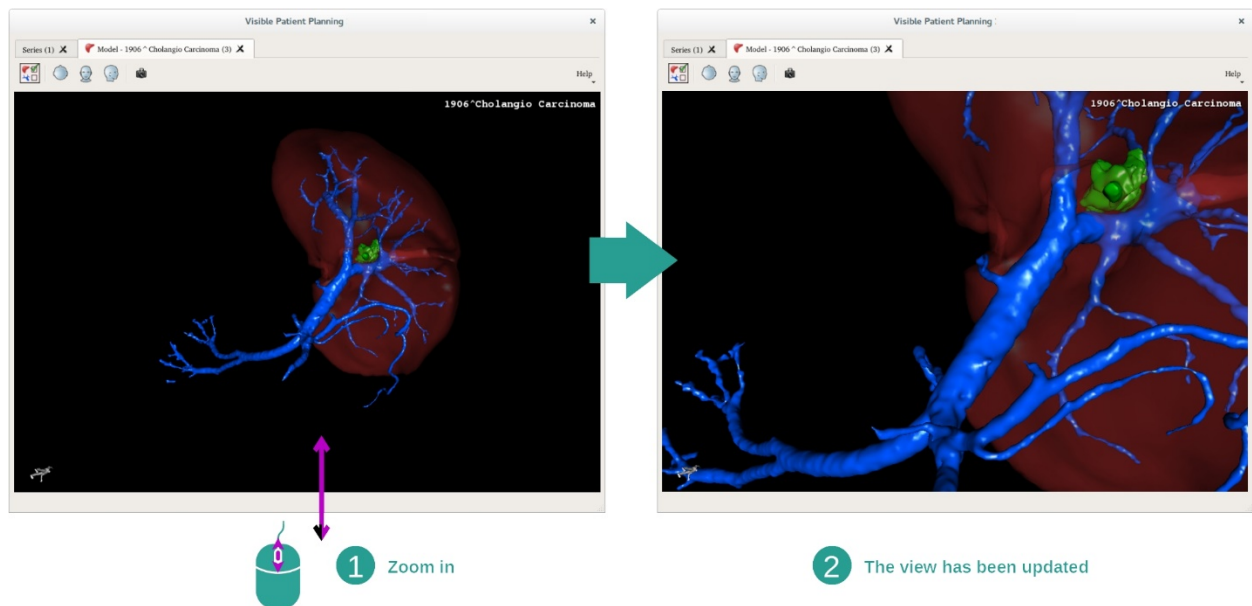 Visible Patient Planning
Series (1)
Model - 1906 ^ Cholangio Carcinoma (3)
Help
1906^Cholangio Carcinoma
1 Zoom in
Visible Patient Planning
Series (1)
Model - 1906 ^ Cholangio Carcinoma (3)
Help
1906^Cholangio Carcinoma
2 The view has been updated